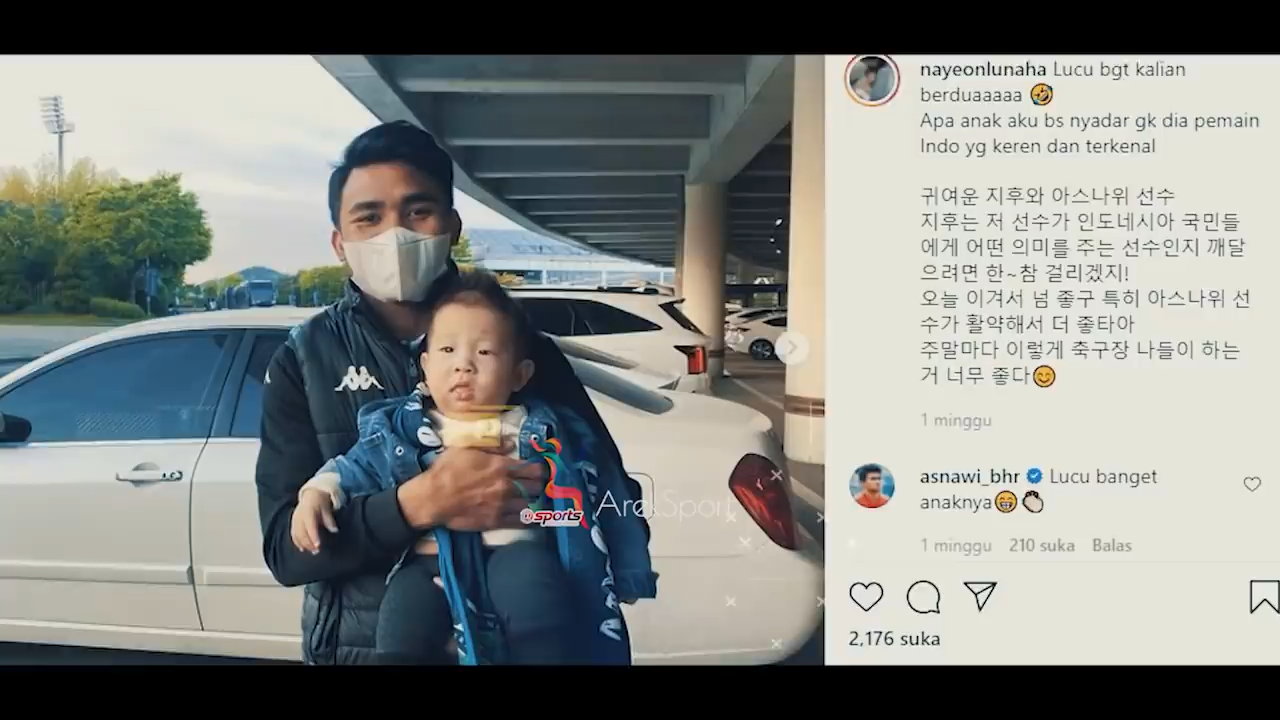 nayeonlunaha Lucu bgt kalian
berduaaaaa 🤣
Apa anak aku bs nyadar gk dia pemain
Indo yg keren dan terkenal
귀여운 지후와 아스나위 선수
지후는 저 선수가 인도네시아 국민들
에게 어떤 의미를 주는 선수인지 깨달
으려면 한~참 걸리겠지!
오늘 이겨서 넘 좋구 특히 아스나위 선
수가 활약해서 더 좋타아
주말마다 이렇게 축구장 나들이 하는
거 너무 좋다😊
1 minggu
asnawi_bhr Lucu banget
anaknya😁👏🏻
1 minggu 210 suka Balas
2,176 suka
@sports
ArekSport